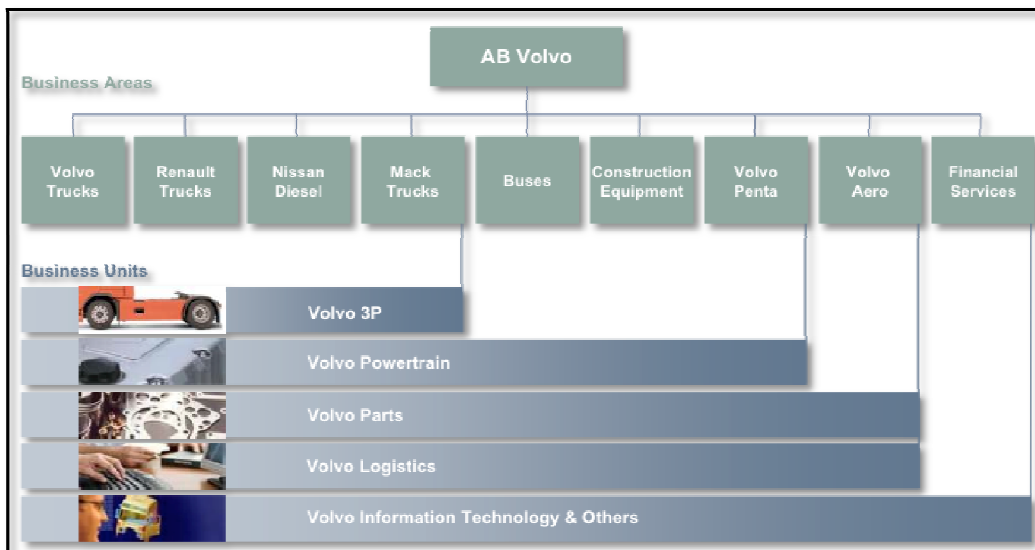 AB Volvo
Business Areas
Volvo
Trucks
Renault
Trucks
Nissan
Diesel
Mack
Trucks
Buses
Construction
Equipment
Volvo
Penta
Volvo
Aero
Financial
Services
Business Units
Volvo 3P
Volvo Powertrain
Volvo Parts
Volvo Logistics
Volvo Information Technology & Others